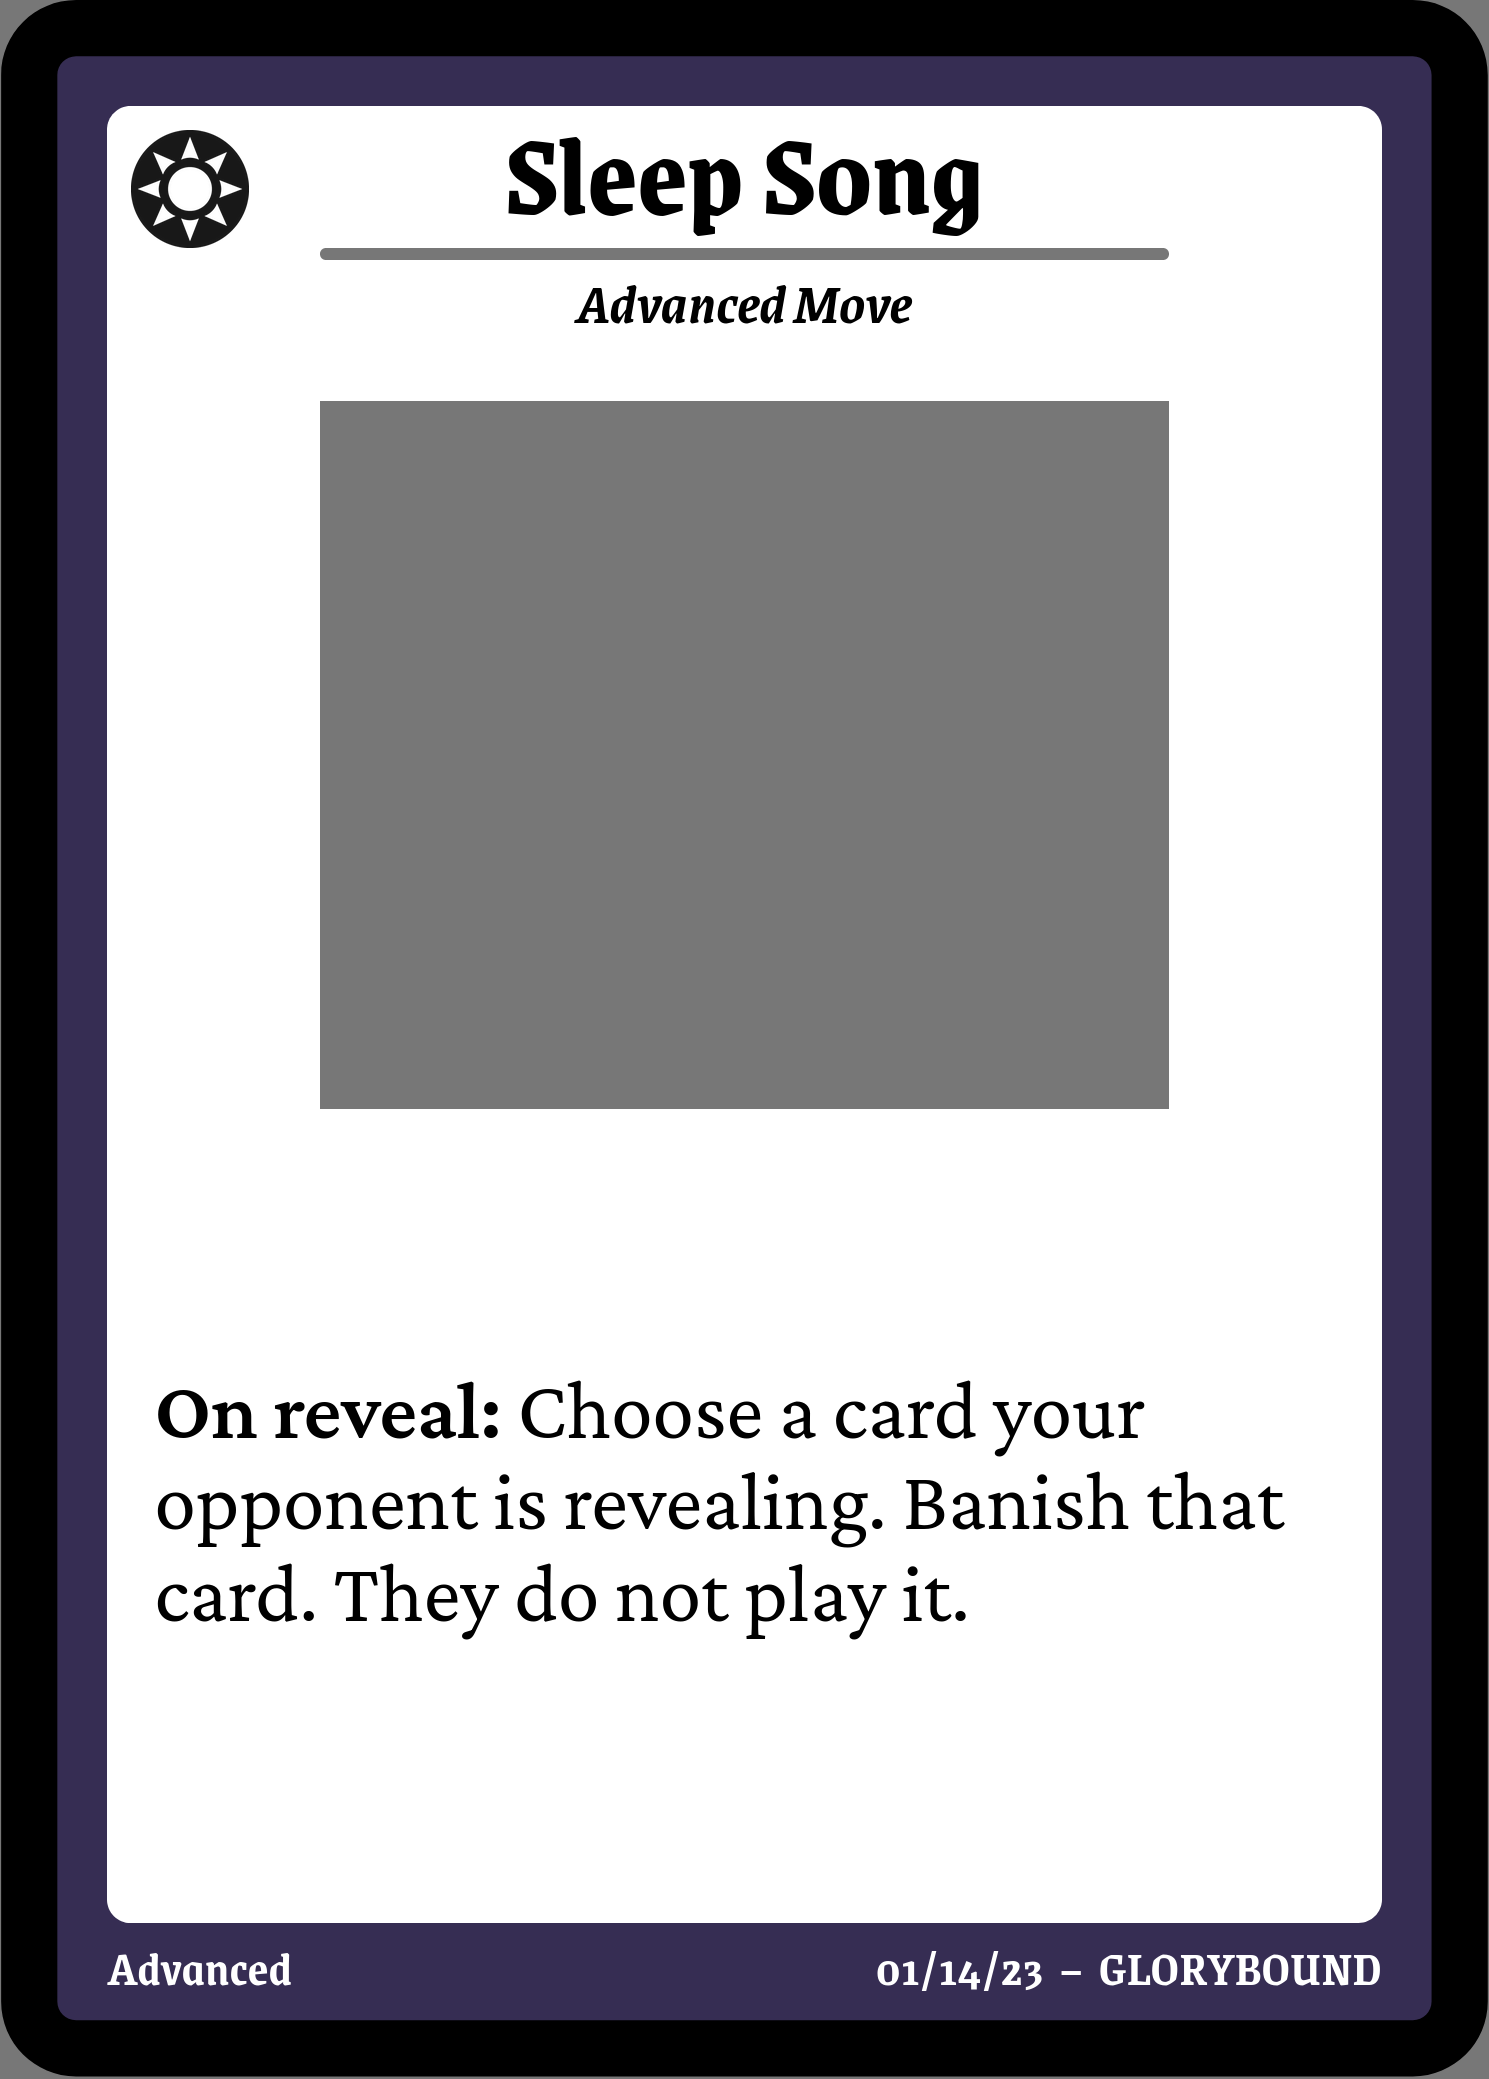 Sleep Song
Advanced Move
On reveal: Choose a card your
opponent is revealing. Banish that
card. They do not play it.
Advanced
01/14/23 – GLORYBOUND